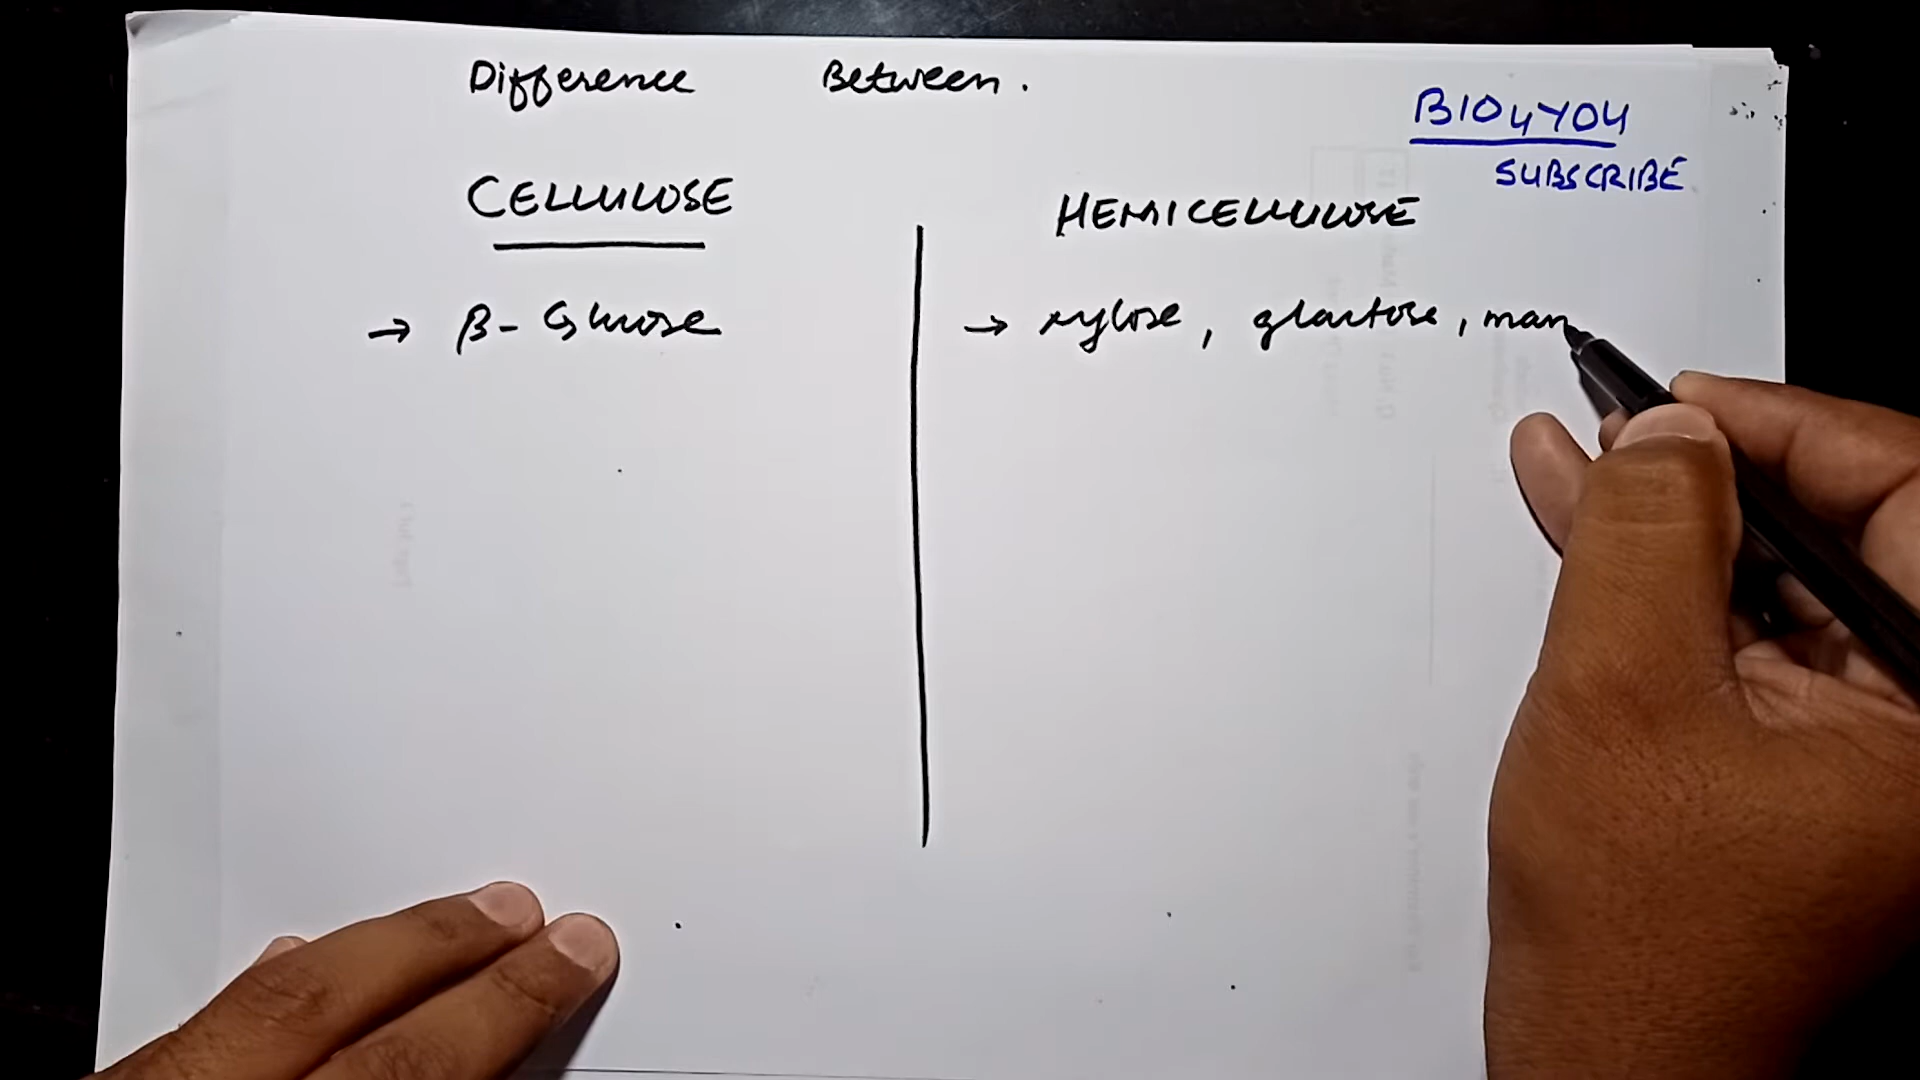 Difference Between.
BIO4YOU
SUBSCRIBE
CELLULOSE
HEMICELLULOSE
→ β- Glucose
→ xylose, glactose, man